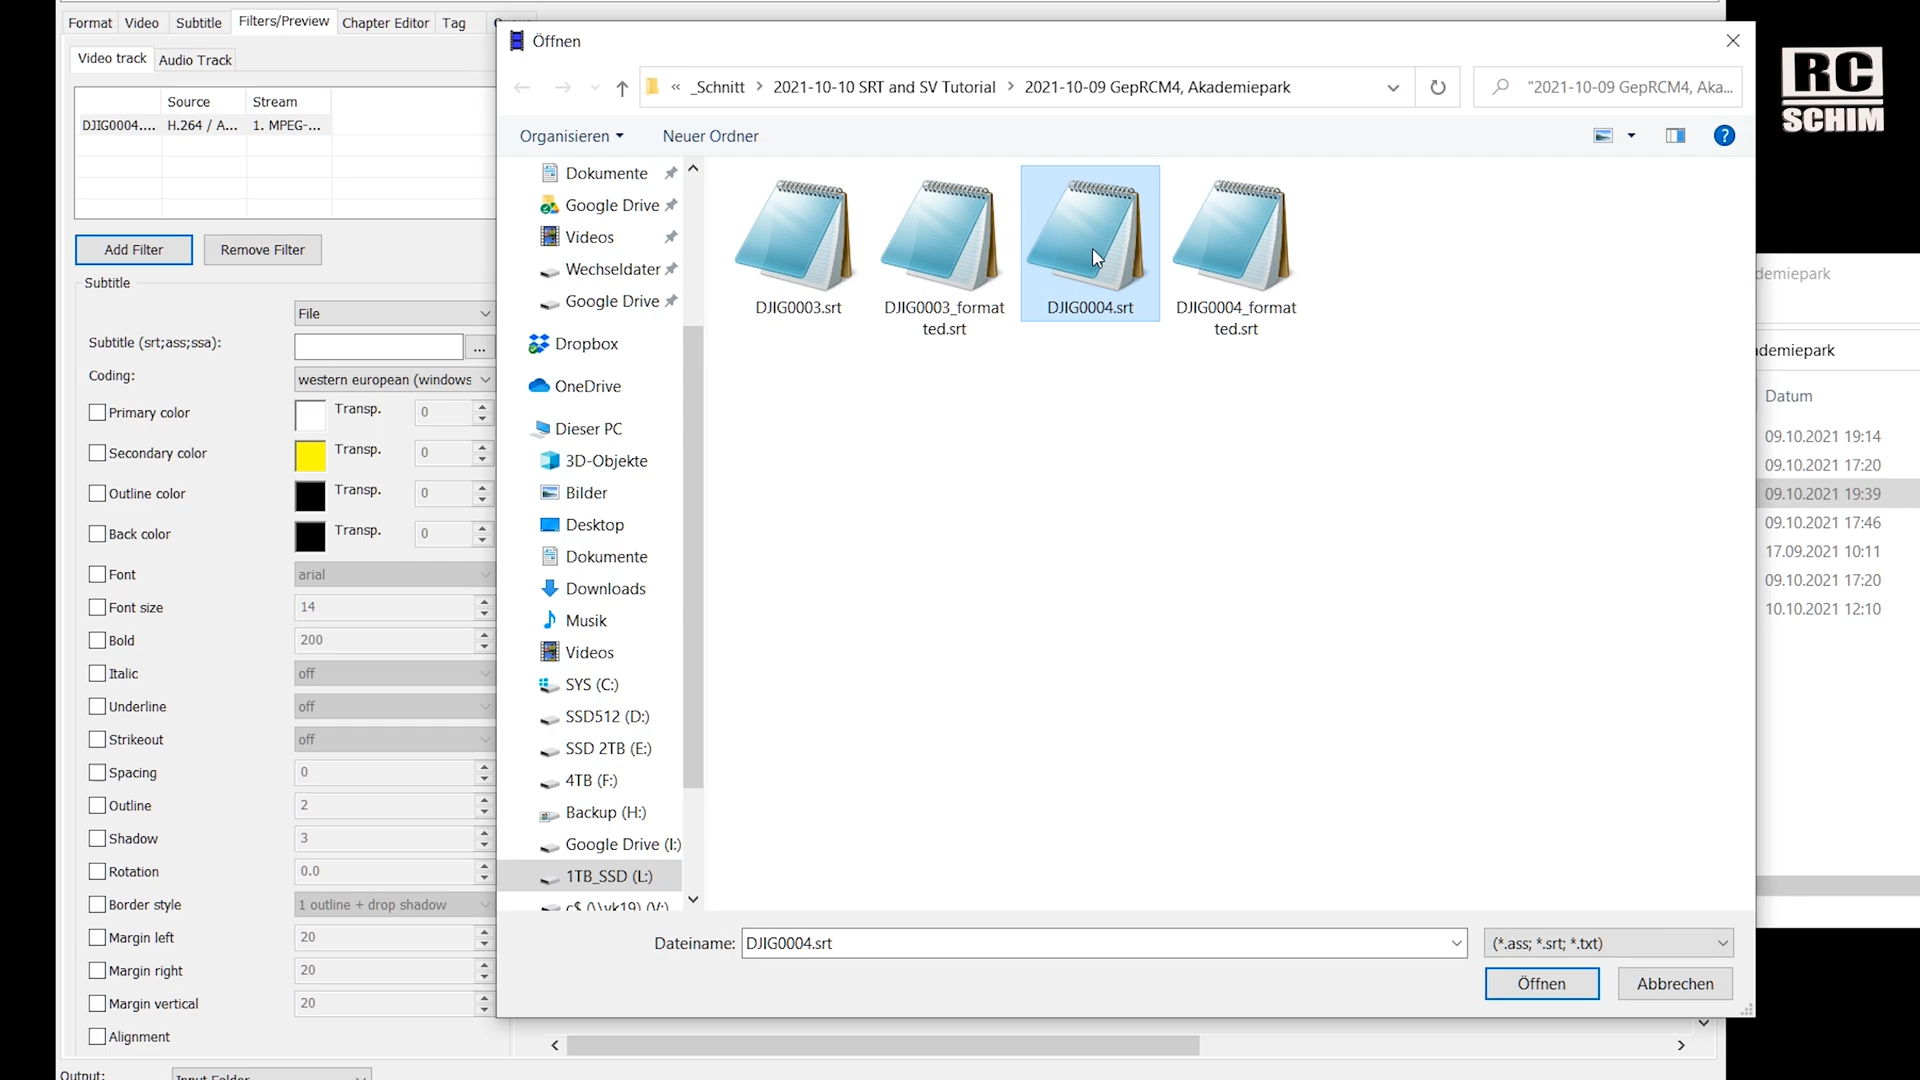 Format Video Subtitle Filters/Preview Chapter Editor Tag
Video track Audio Track
Source Stream
DJIG0004.... H.264 / A... 1. MPEG-...
Add Filter Remove Filter
Subtitle
File
Subtitle (srt;ass;ssa): ...
Coding: western european (windows
Primary color Transp. 0
Secondary color Transp. 0
Outline color Transp. 0
Back color Transp. 0
Font arial
Font size 14
Bold 200
Italic off
Underline off
Strikeout off
Spacing 0
Outline 2
Shadow 3
Rotation 0.0
Border style 1 outline + drop shadow
Margin left 20
Margin right 20
Margin vertical 20
Alignment
Output: Input Folder
Öffnen
« _Schnitt > 2021-10-10 SRT and SV Tutorial > 2021-10-09 GepRCM4, Akademiepark
"2021-10-09 GepRCM4, Aka...
Organisieren Neuer Ordner
?
Dokumente
Google Drive
Videos
Wechseldater
Google Drive
Dropbox
OneDrive
Dieser PC
3D-Objekte
Bilder
Desktop
Dokumente
Downloads
Musik
Videos
SYS (C:)
SSD512 (D:)
SSD 2TB (E:)
4TB (F:)
Backup (H:)
Google Drive (I:)
1TB_SSD (L:)
c$ (\\vk19) (V:)
DJIG0003.srt
DJIG0003_format
ted.srt
DJIG0004.srt
DJIG0004_format
ted.srt
Dateiname: DJIG0004.srt (*.ass; *.srt; *.txt)
Öffnen Abbrechen
RC
SCHIM
demiepark
demiepark
Datum
09.10.2021 19:14
09.10.2021 17:20
09.10.2021 19:39
09.10.2021 17:46
17.09.2021 10:11
09.10.2021 17:20
10.10.2021 12:10